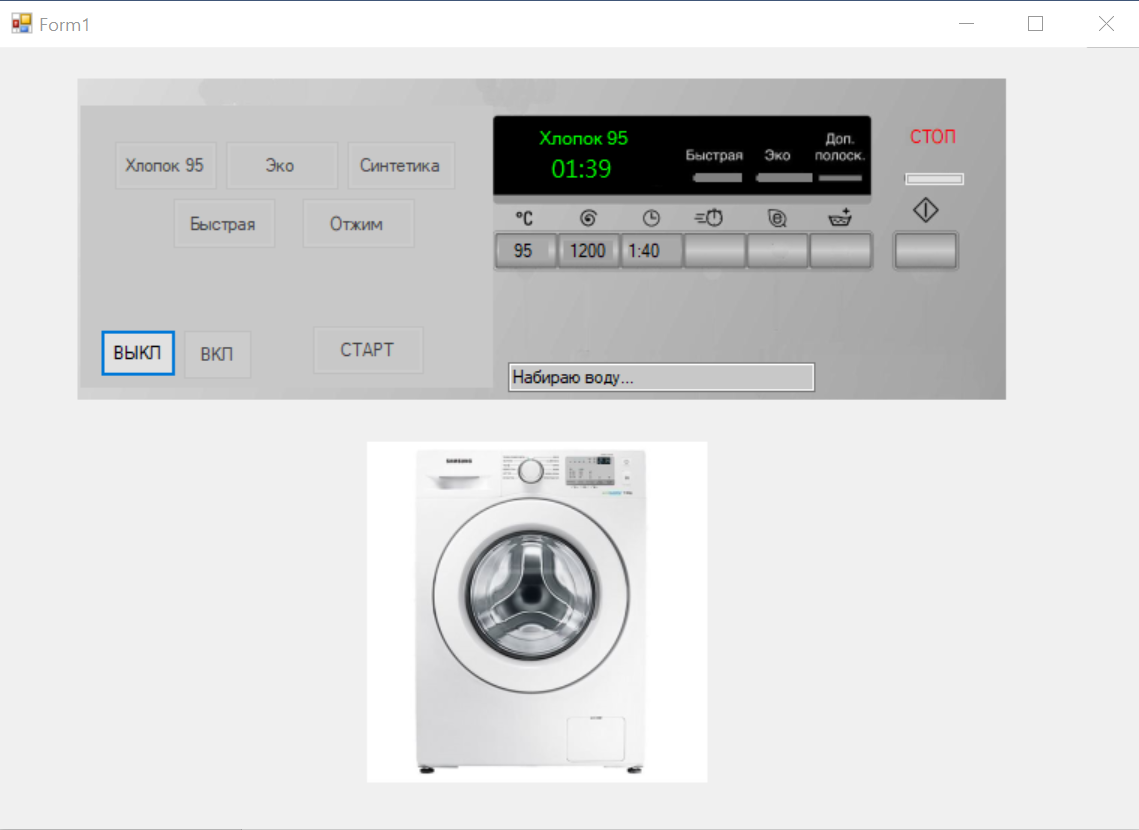 Form1
Хлопок 95 Эко Синтетика
Быстрая Отжим
ВЫКЛ ВКЛ СТАРТ
Хлопок 95
01:39
Быстрая Эко Доп. полоск.
СТОП
°C
95 1200 1:40
Набираю воду...
SAMSUNG